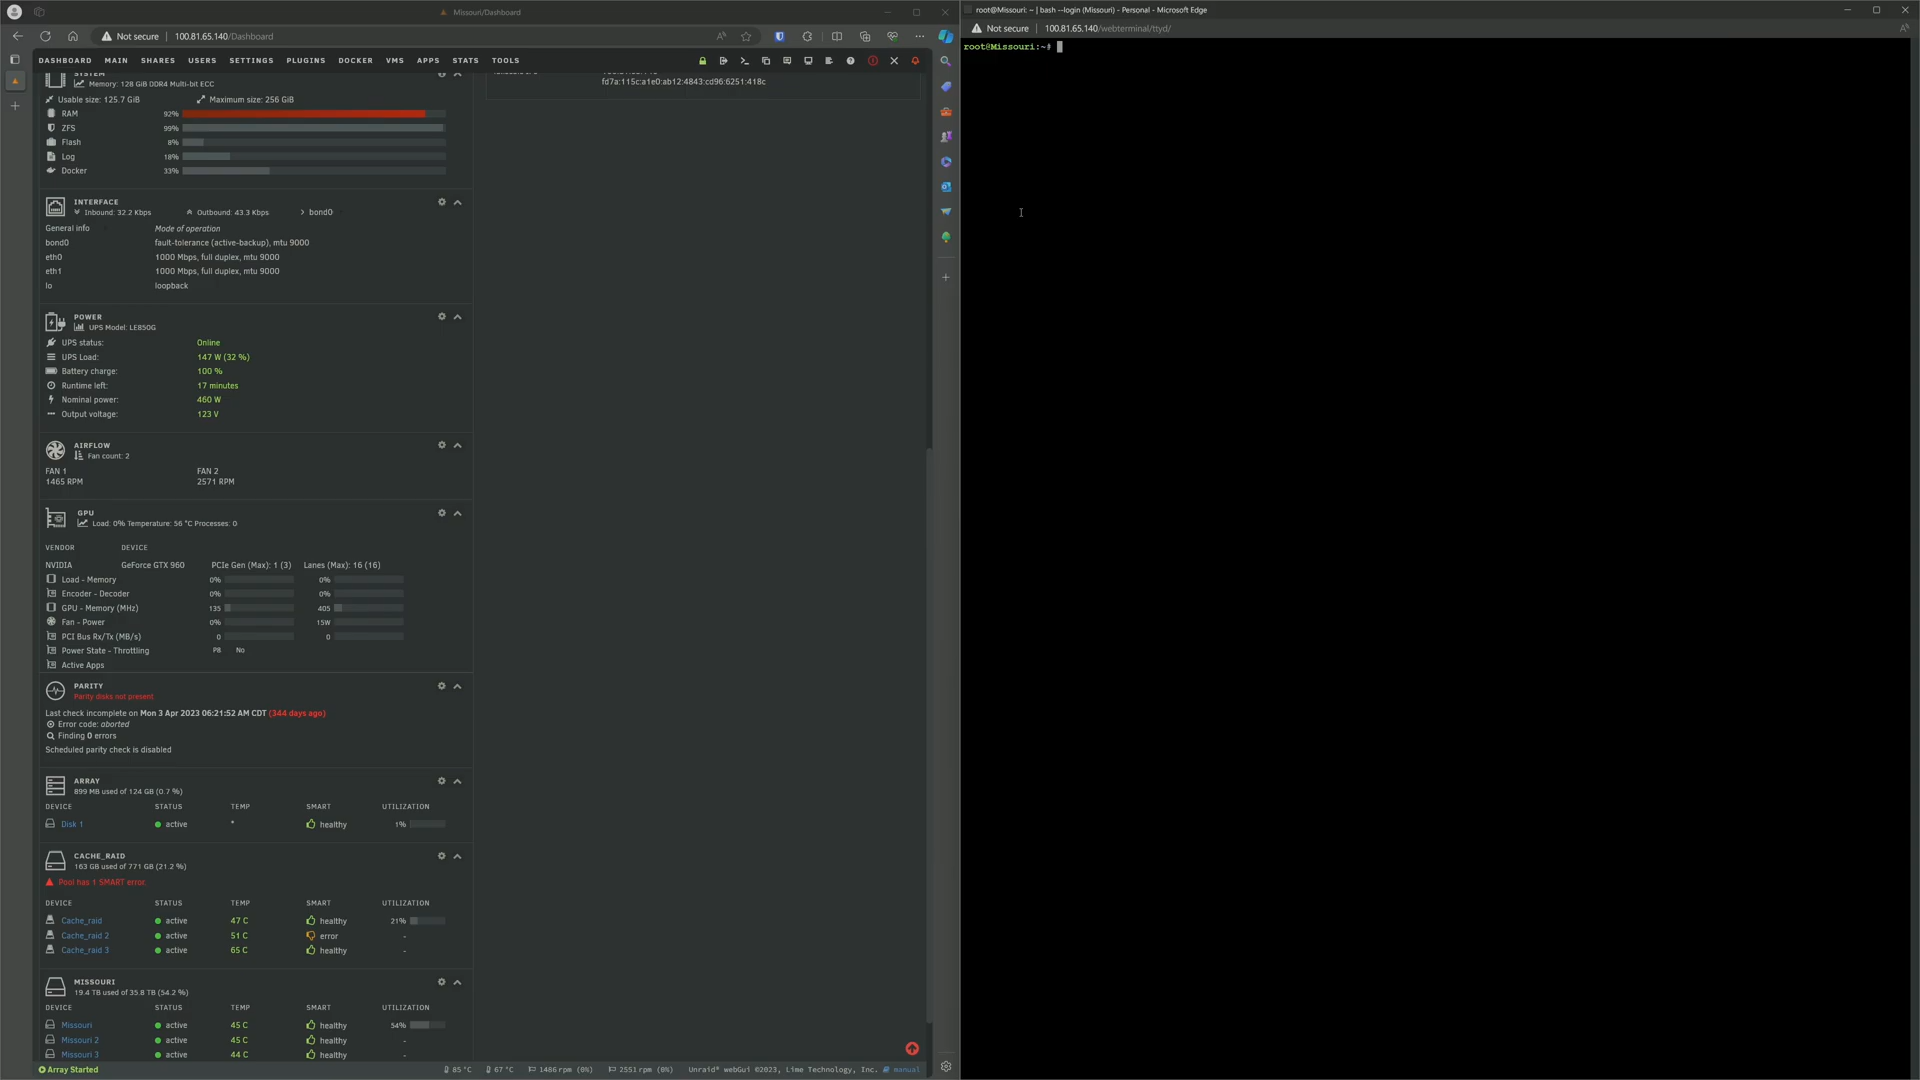 Missouri/Dashboard
root@Missouri: ~ | bash --login (Missouri) - Personal - Microsoft Edge
Not secure 100.81.65.140/Dashboard
Not secure 100.81.65.140/webterminal/ttyd/
root@Missouri:~#
DASHBOARD MAIN SHARES USERS SETTINGS PLUGINS DOCKER VMS APPS STATS TOOLS
SYSTEM
Memory: 128 GiB DDR4 Multi-bit ECC
fd7a:115c:a1e0:ab12:4843:cd96:6251:418c
Usable size: 125.7 GiB Maximum size: 256 GiB
RAM 92%
ZFS 99%
Flash 8%
Log 18%
Docker 33%
INTERFACE
Inbound: 32.2 Kbps Outbound: 43.3 Kbps bond0
General info Mode of operation
bond0 fault-tolerance (active-backup), mtu 9000
eth0 1000 Mbps, full duplex, mtu 9000
eth1 1000 Mbps, full duplex, mtu 9000
lo loopback
POWER
UPS Model: LE850G
UPS status: Online
UPS Load: 147 W (32 %)
Battery charge: 100 %
Runtime left: 17 minutes
Nominal power: 460 W
Output voltage: 123 V
AIRFLOW
Fan count: 2
FAN 1 FAN 2
1465 RPM 2571 RPM
GPU
Load: 0% Temperature: 56 °C Processes: 0
VENDOR DEVICE
NVIDIA GeForce GTX 960 PCIe Gen (Max): 1 (3) Lanes (Max): 16 (16)
Load - Memory 0% 0%
Encoder - Decoder 0% 0%
GPU - Memory (MHz) 135 405
Fan - Power 0% 15W
PCI Bus Rx/Tx (MB/s) 0 0
Power State - Throttling P8 No
Active Apps
PARITY
Parity disks not present
Last check incomplete on Mon 3 Apr 2023 06:21:52 AM CDT (344 days ago)
Error code: aborted
Finding 0 errors
Scheduled parity check is disabled
ARRAY
899 MB used of 124 GB (0.7 %)
DEVICE STATUS TEMP SMART UTILIZATION
Disk 1 active * healthy 1%
CACHE_RAID
163 GB used of 771 GB (21.2 %)
Pool has 1 SMART error.
DEVICE STATUS TEMP SMART UTILIZATION
Cache_raid active 47 C healthy 21%
Cache_raid 2 active 51 C error -
Cache_raid 3 active 65 C healthy -
MISSOURI
19.4 TB used of 35.8 TB (54.2 %)
DEVICE STATUS TEMP SMART UTILIZATION
Missouri active 45 C healthy 54%
Missouri 2 active 45 C healthy -
Missouri 3 active 44 C healthy -
Array Started 85 °C 67 °C 1486 rpm (0%) 2551 rpm (0%) Unraid® webGui ©2023, Lime Technology, Inc. manual